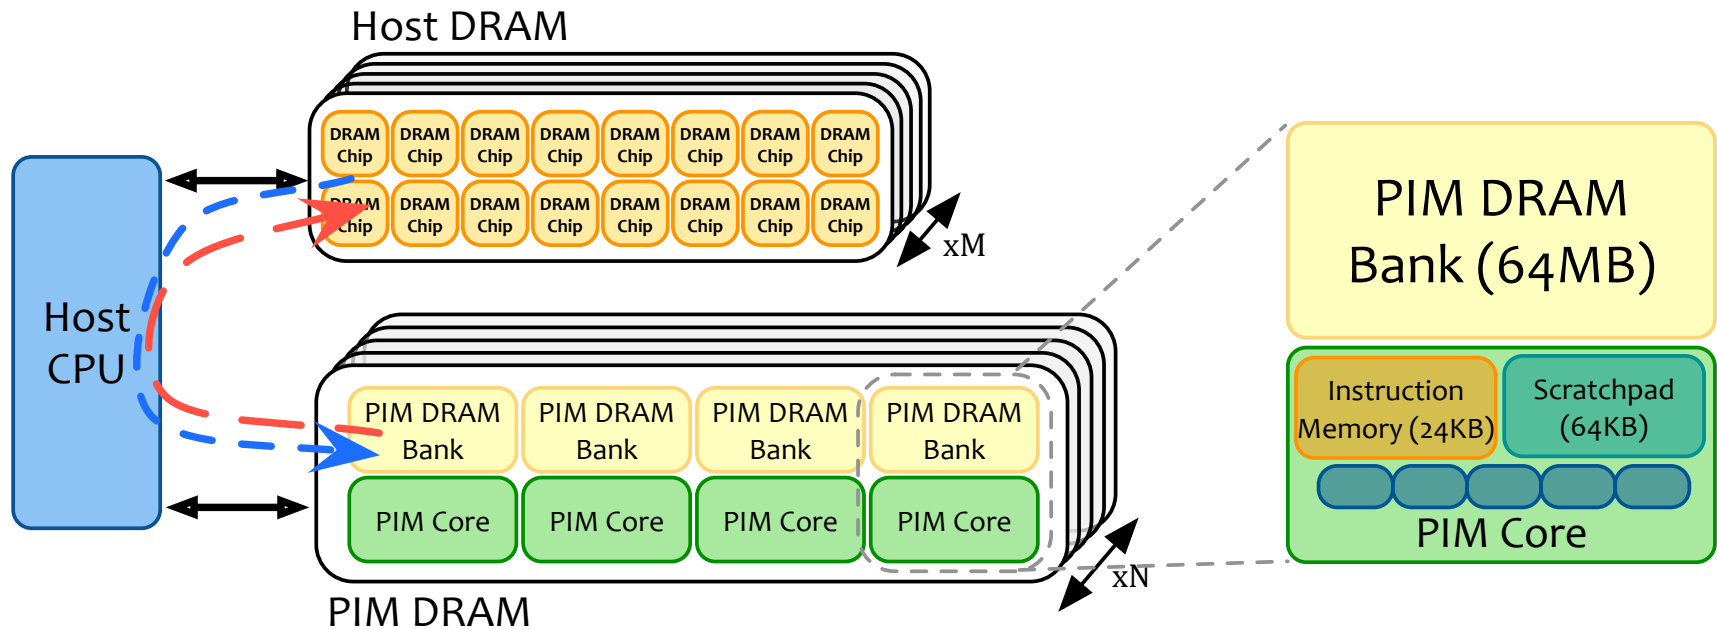 Host DRAM
DRAM DRAM DRAM DRAM DRAM DRAM DRAM DRAM
Chip Chip Chip Chip Chip Chip Chip Chip
DRAM DRAM DRAM DRAM DRAM DRAM DRAM DRAM
Chip Chip Chip Chip Chip Chip Chip Chip
xM
Host
CPU
PIM DRAM PIM DRAM PIM DRAM PIM DRAM
Bank Bank Bank Bank
PIM Core PIM Core PIM Core PIM Core
xN
PIM DRAM
PIM DRAM
Bank (64MB)
Instruction
Memory (24KB)
Scratchpad
(64KB)
PIM Core